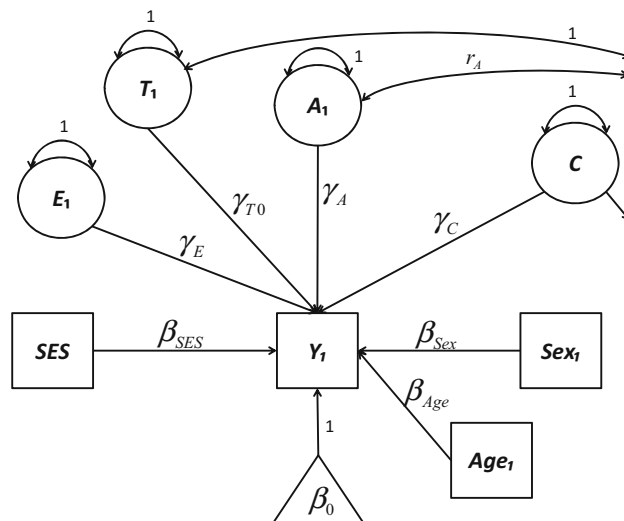 1
1
T₁
1
r_A
A₁
1
1
E₁
C
γ_T0
γ_A
γ_C
γ_E
β_SES
β_Sex
SES
Y₁
Sex₁
β_Age
1
Age₁
β₀